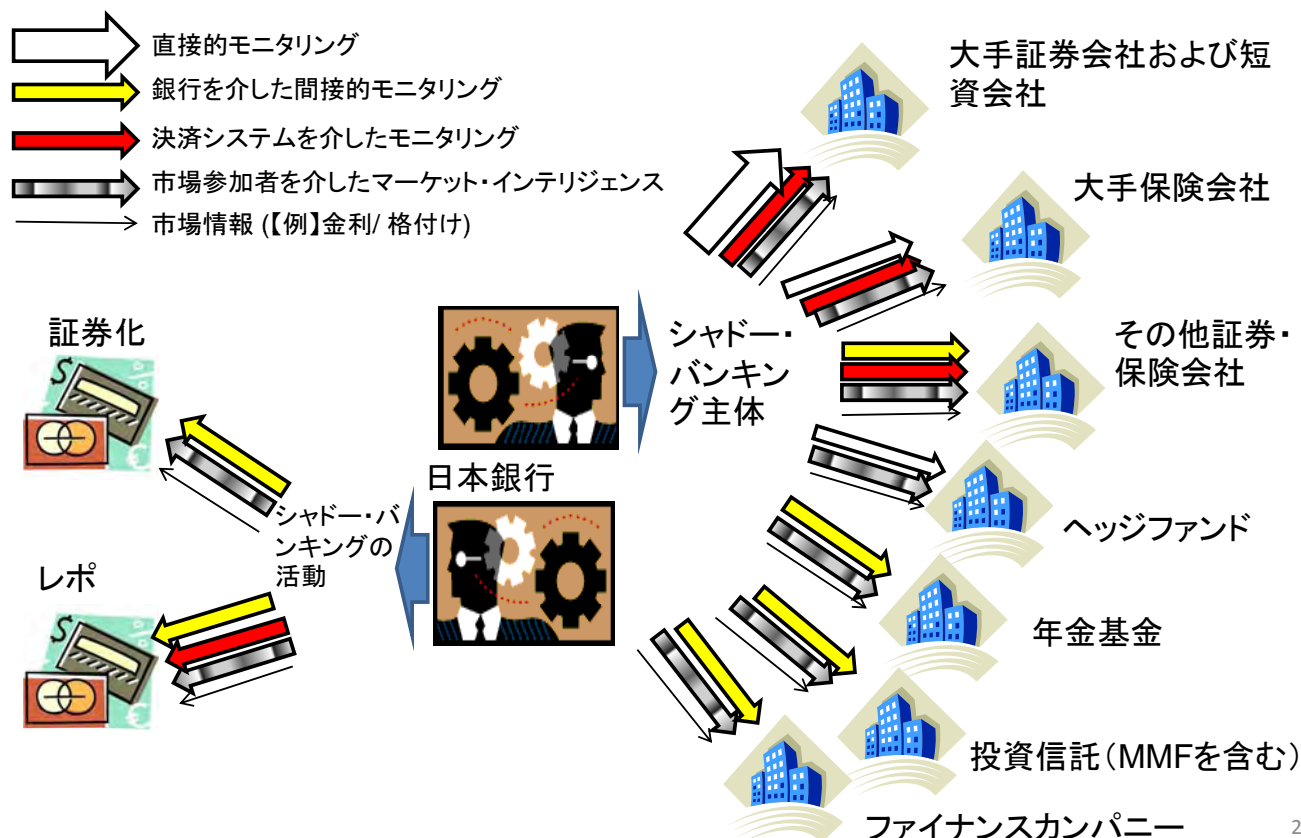 直接的モニタリング
銀行を介した間接的モニタリング
決済システムを介したモニタリング
市場参加者を介したマーケット・インテリジェンス
市場情報 (【例】金利/ 格付け)
大手証券会社および短
資会社
大手保険会社
その他証券・
保険会社
ヘッジファンド
年金基金
投資信託(MMFを含む)
ファイナンスカンパニー
シャドー・
バンキン
グ主体
日本銀行
シャドー・バ
ンキングの
活動
証券化
$
%
€
レポ
$
%
€
2